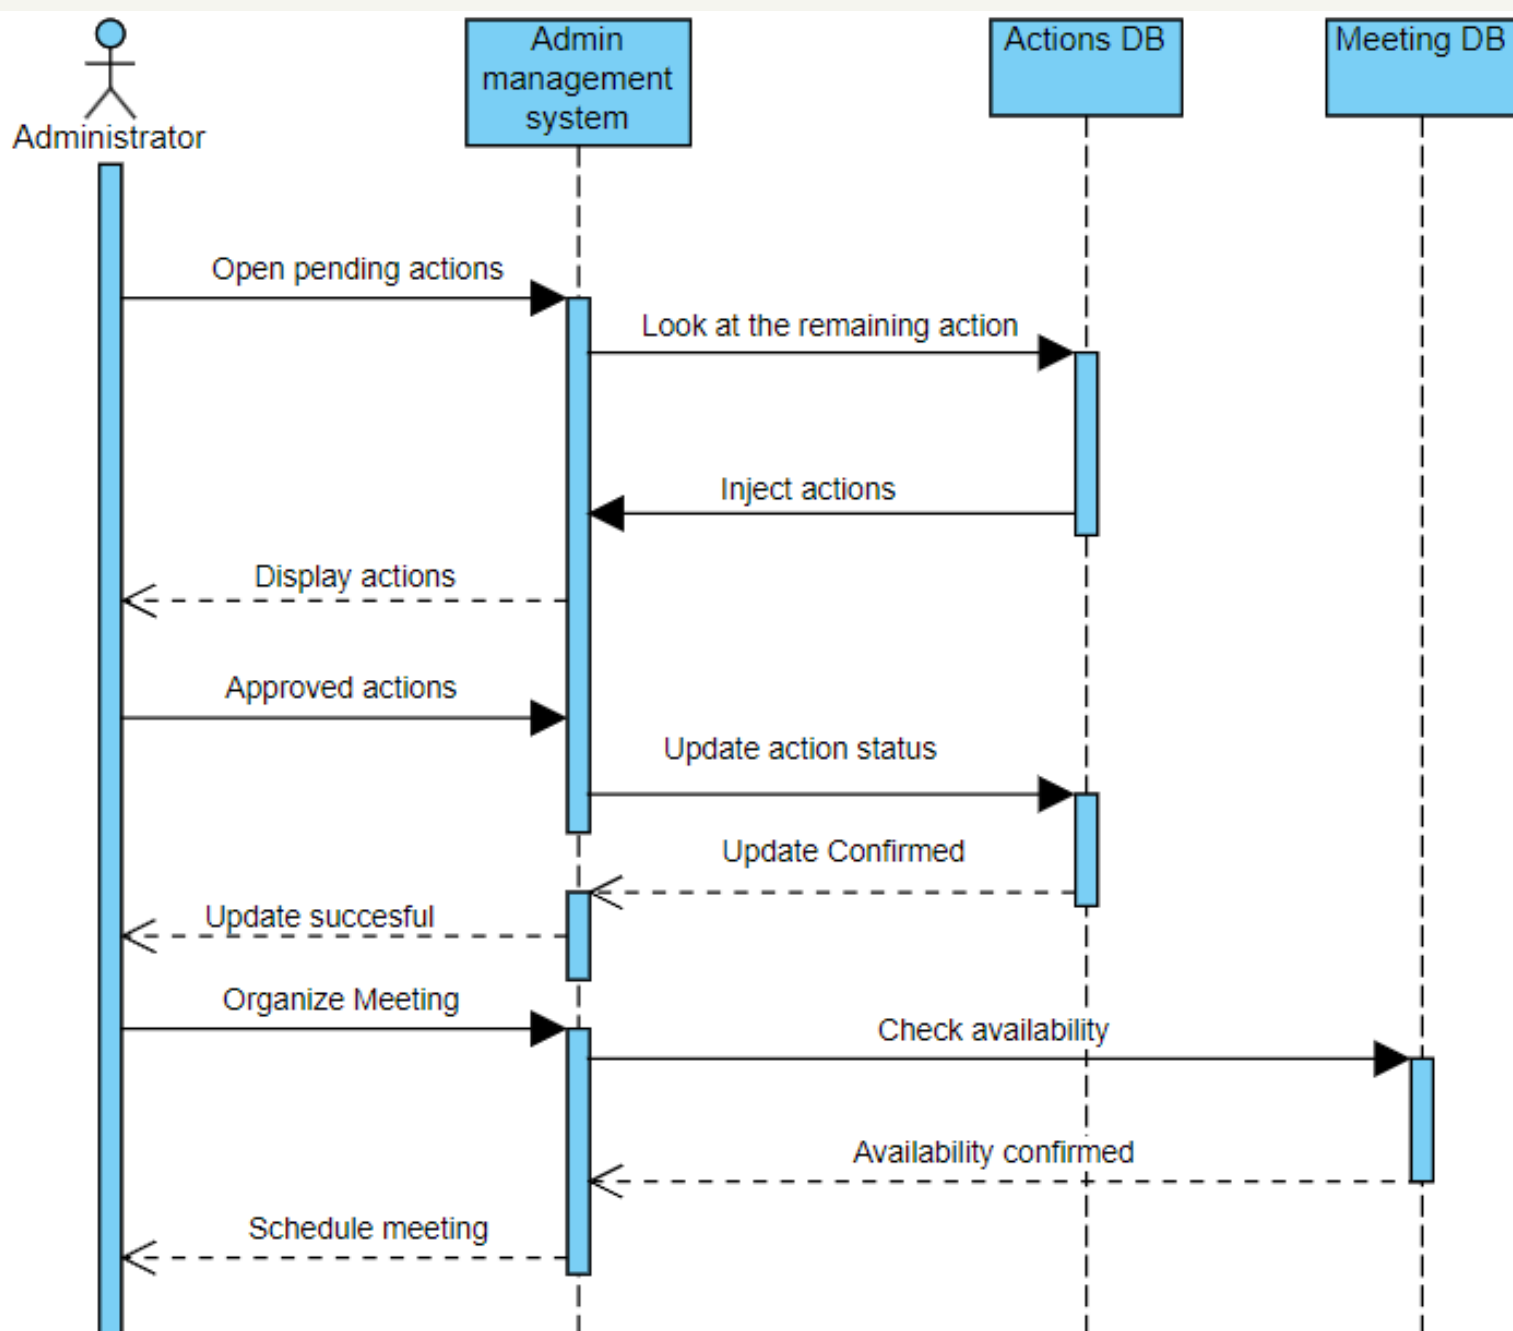 Admin
management
system
Actions DB
Meeting DB
Administrator
Open pending actions
Look at the remaining action
Inject actions
Display actions
Approved actions
Update action status
Update Confirmed
Update succesful
Organize Meeting
Check availability
Availability confirmed
Schedule meeting